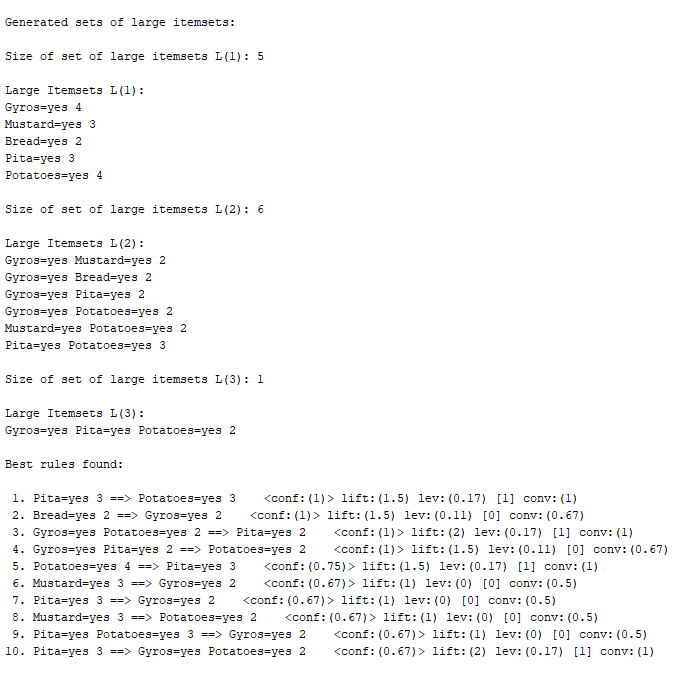 Generated sets of large itemsets:
Size of set of large itemsets L(1): 5
Large Itemsets L(1):
Gyros=yes 4
Mustard=yes 3
Bread=yes 2
Pita=yes 3
Potatoes=yes 4
Size of set of large itemsets L(2): 6
Large Itemsets L(2):
Gyros=yes Mustard=yes 2
Gyros=yes Bread=yes 2
Gyros=yes Pita=yes 2
Gyros=yes Potatoes=yes 2
Mustard=yes Potatoes=yes 2
Pita=yes Potatoes=yes 3
Size of set of large itemsets L(3): 1
Large Itemsets L(3):
Gyros=yes Pita=yes Potatoes=yes 2
Best rules found:
1. Pita=yes 3 ==> Potatoes=yes 3 <conf:(1)> lift:(1.5) lev:(0.17) [1] conv:(1)
2. Bread=yes 2 ==> Gyros=yes 2 <conf:(1)> lift:(1.5) lev:(0.11) [0] conv:(0.67)
3. Gyros=yes Potatoes=yes 2 ==> Pita=yes 2 <conf:(1)> lift:(2) lev:(0.17) [1] conv:(1)
4. Gyros=yes Pita=yes 2 ==> Potatoes=yes 2 <conf:(1)> lift:(1.5) lev:(0.11) [0] conv:(0.67)
5. Potatoes=yes 4 ==> Pita=yes 3 <conf:(0.75)> lift:(1.5) lev:(0.17) [1] conv:(1)
6. Mustard=yes 3 ==> Gyros=yes 2 <conf:(0.67)> lift:(1) lev:(0) [0] conv:(0.5)
7. Pita=yes 3 ==> Gyros=yes 2 <conf:(0.67)> lift:(1) lev:(0) [0] conv:(0.5)
8. Mustard=yes 3 ==> Potatoes=yes 2 <conf:(0.67)> lift:(1) lev:(0) [0] conv:(0.5)
9. Pita=yes Potatoes=yes 3 ==> Gyros=yes 2 <conf:(0.67)> lift:(1) lev:(0) [0] conv:(0.5)
10. Pita=yes 3 ==> Gyros=yes Potatoes=yes 2 <conf:(0.67)> lift:(2) lev:(0.17) [1] conv:(1)